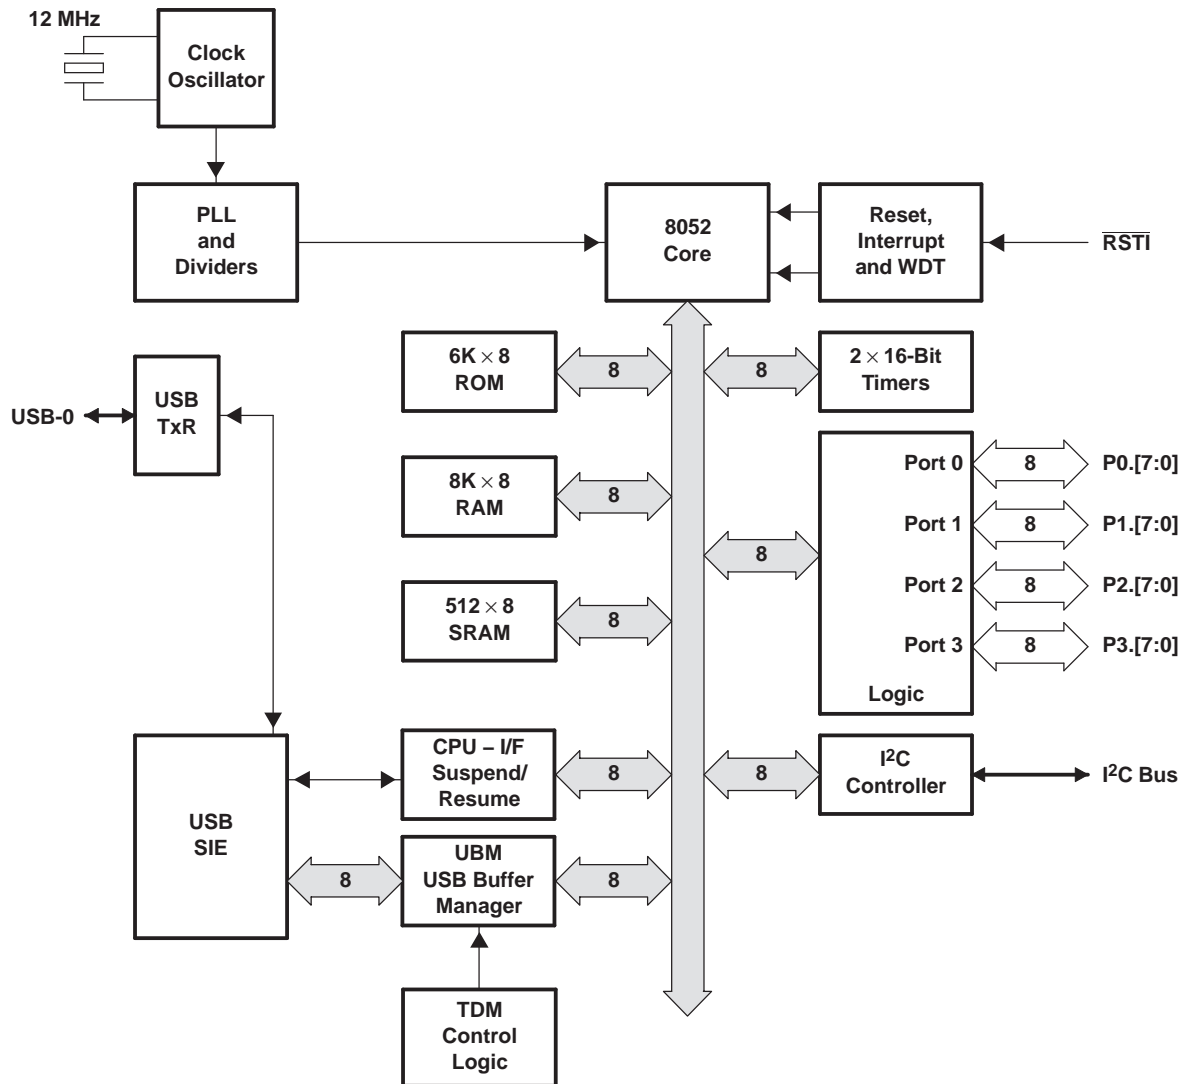 12 MHz
Clock
Oscillator
PLL
and
Dividers
8052
Core
Reset,
Interrupt
and WDT
RSTI
6K × 8
ROM
8
8
2 × 16-Bit
Timers
USB-0
USB
TxR
8K × 8
RAM
8
8
Port 0
8
P0.[7:0]
Port 1
8
P1.[7:0]
Port 2
8
P2.[7:0]
Port 3
8
P3.[7:0]
Logic
512 × 8
SRAM
8
USB
SIE
CPU – I/F
Suspend/
Resume
8
8
I²C
Controller
I²C Bus
8
UBM
USB Buffer
Manager
8
TDM
Control
Logic